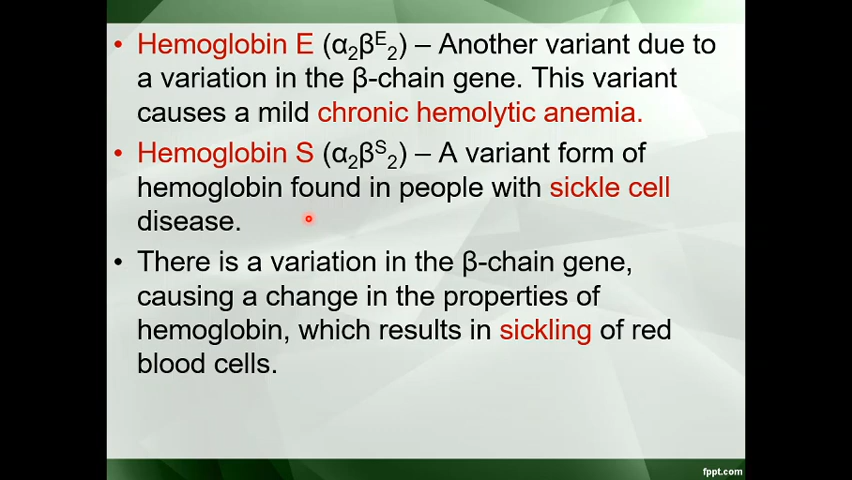 • Hemoglobin E (α₂βᴱ₂) – Another variant due to
a variation in the β-chain gene. This variant
causes a mild chronic hemolytic anemia.
• Hemoglobin S (α₂βˢ₂) – A variant form of
hemoglobin found in people with sickle cell
disease.
• There is a variation in the β-chain gene,
causing a change in the properties of
hemoglobin, which results in sickling of red
blood cells.
fppt.com